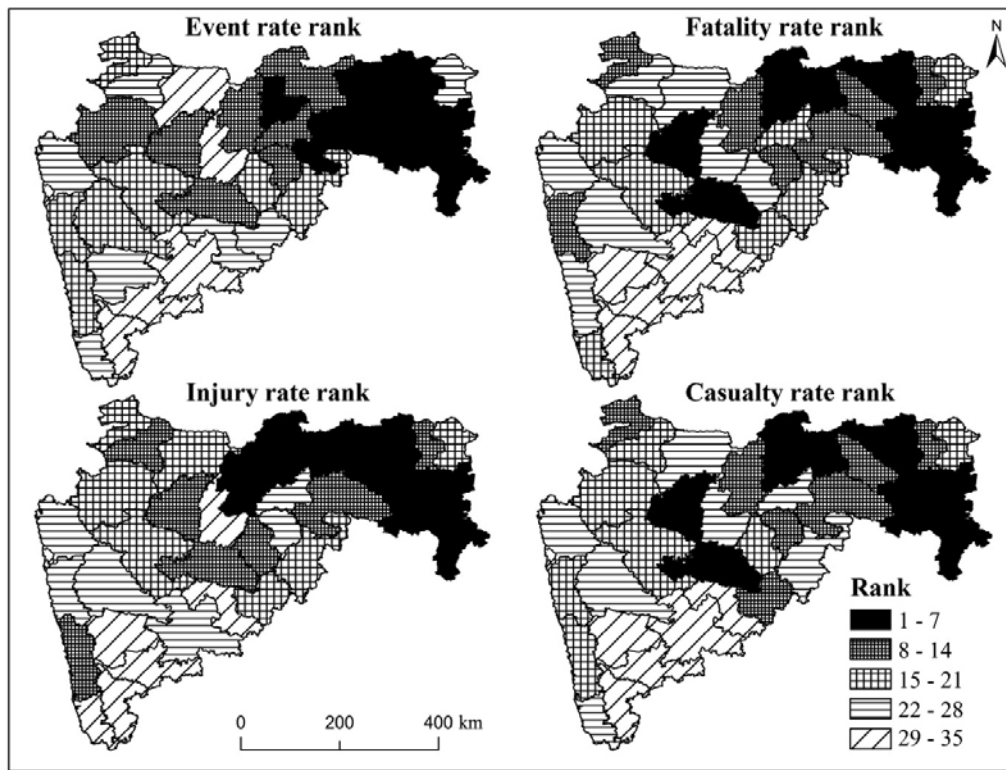 Event rate rank
Fatality rate rank
N
Injury rate rank
Casualty rate rank
Rank
1 - 7
8 - 14
15 - 21
22 - 28
29 - 35
0 200 400 km